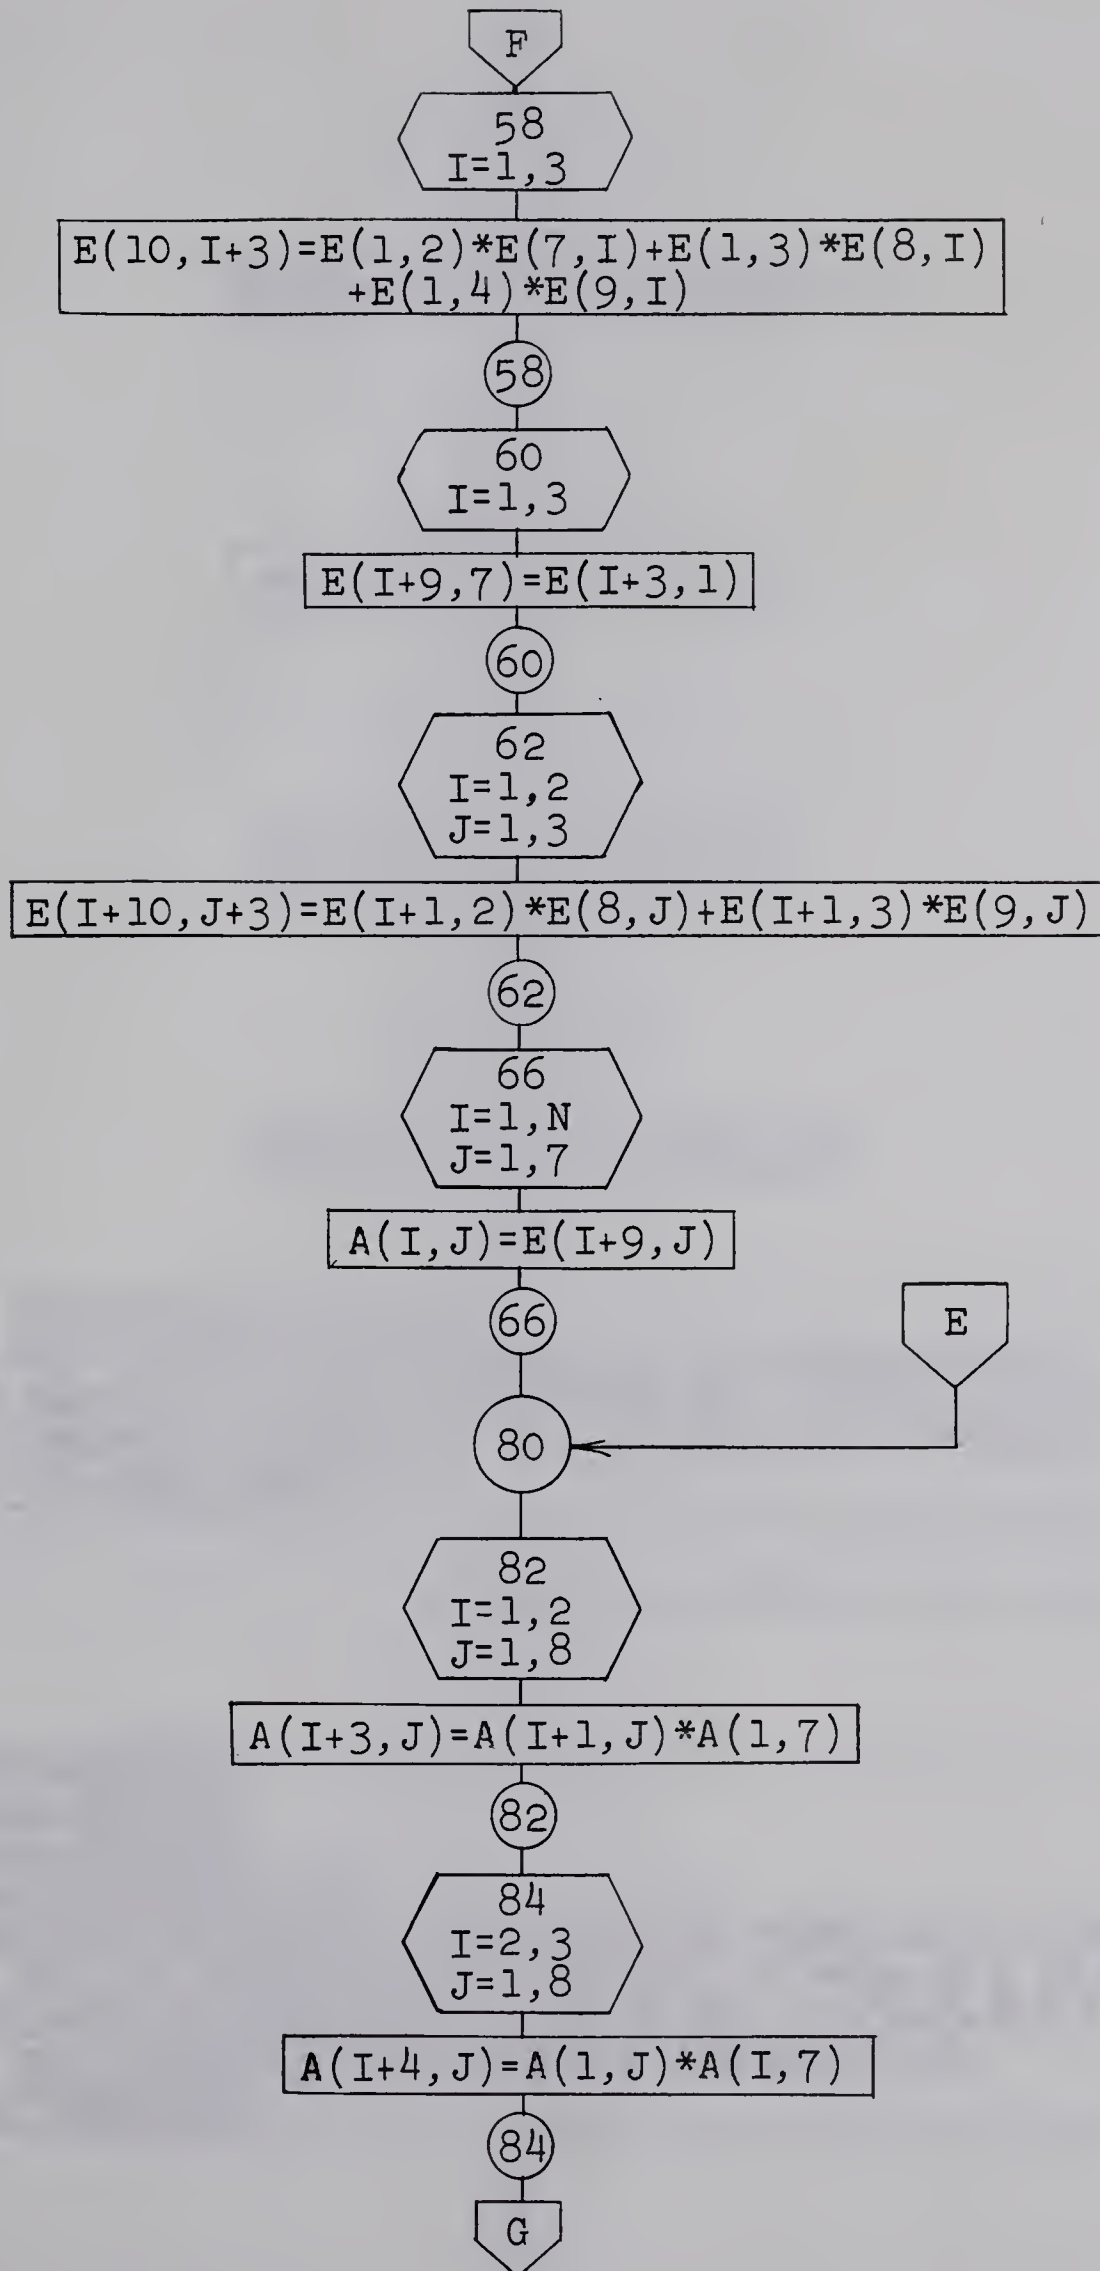 F
58
I=1,3
E(10,I+3)=E(1,2)*E(7,I)+E(1,3)*E(8,I)
+E(1,4)*E(9,I)
58
60
I=1,3
E(I+9,7)=E(I+3,1)
60
62
I=1,2
J=1,3
E(I+10,J+3)=E(I+1,2)*E(8,J)+E(I+1,3)*E(9,J)
62
66
I=1,N
J=1,7
A(I,J)=E(I+9,J)
66
E
80
82
I=1,2
J=1,8
A(I+3,J)=A(I+1,J)*A(1,7)
82
84
I=2,3
J=1,8
A(I+4,J)=A(1,J)*A(I,7)
84
G